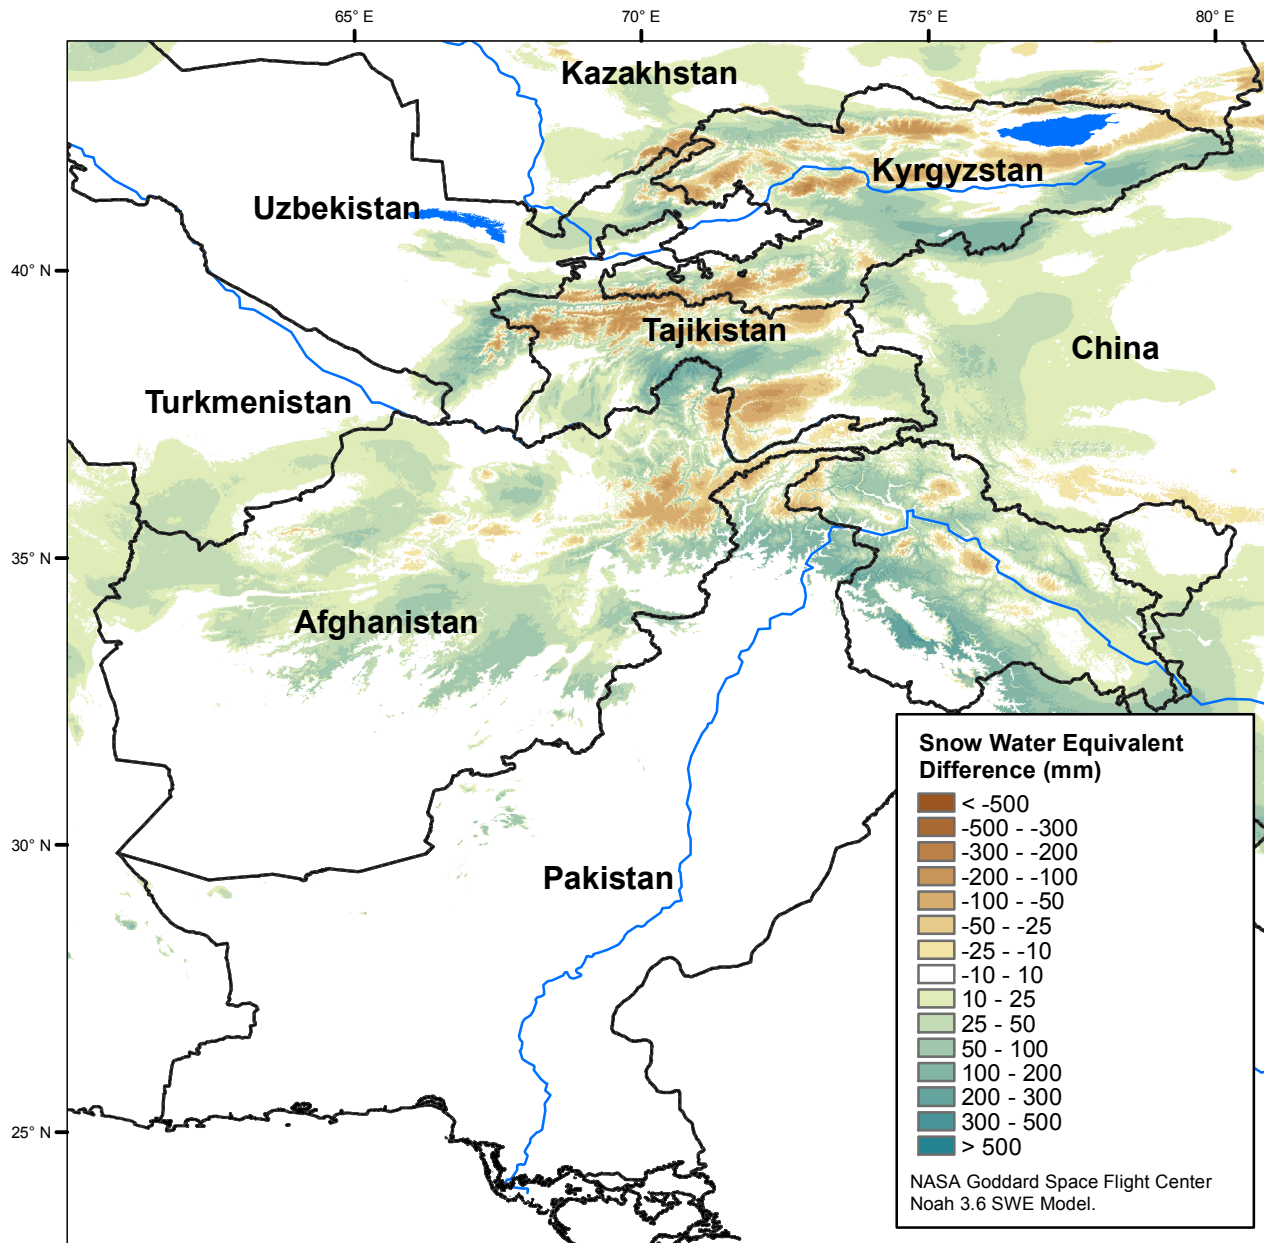 65° E
70° E
75° E
80° E
Kazakhstan
Kyrgyzstan
Uzbekistan
40° N
Tajikistan
China
Turkmenistan
35° N
Afghanistan
30° N
Pakistan
25° N
Snow Water Equivalent
Difference (mm)
< -500
-500 - -300
-300 - -200
-200 - -100
-100 - -50
-50 - -25
-25 - -10
-10 - 10
10 - 25
25 - 50
50 - 100
100 - 200
200 - 300
300 - 500
> 500
NASA Goddard Space Flight Center
Noah 3.6 SWE Model.